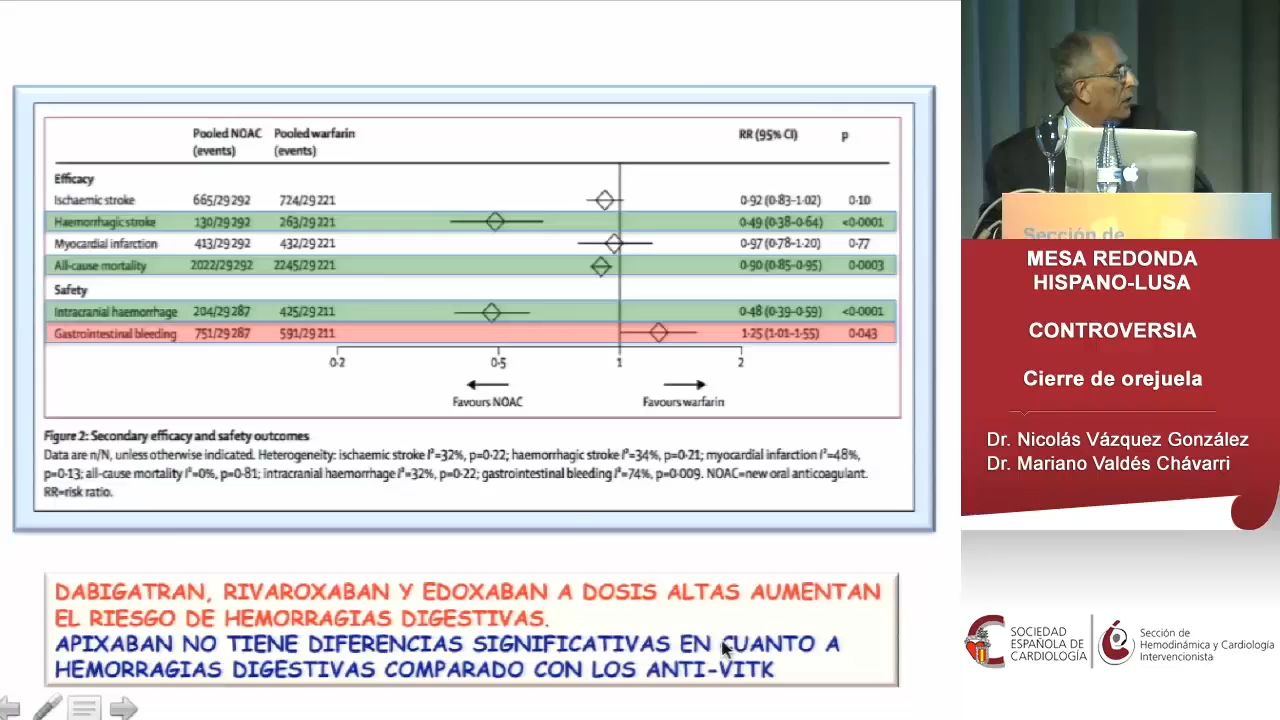 Pooled NOAC Pooled warfarin RR (95% CI) p
(events) (events)
Efficacy
Ischaemic stroke 665/29 292 724/29 221 0·92 (0·83–1·02) 0·10
Haemorrhagic stroke 130/29 292 263/29 221 0·49 (0·38–0·64) <0·0001
Myocardial infarction 413/29 292 432/29 221 0·97 (0·78–1·20) 0·77
All-cause mortality 2022/29 292 2245/29 221 0·90 (0·85–0·95) 0·0003
Safety
Intracranial haemorrhage 204/29 287 425/29 211 0·48 (0·39–0·59) <0·0001
Gastrointestinal bleeding 751/29 287 591/29 211 1·25 (1·01–1·55) 0·043
0·2 0·5 1 2
Favours NOAC Favours warfarin
Figure 2: Secondary efficacy and safety outcomes
Data are n/N, unless otherwise indicated. Heterogeneity: ischaemic stroke I²=32%, p=0·22; haemorrhagic stroke I²=34%, p=0·21; myocardial infarction I²=48%,
p=0·13; all-cause mortality I²=0%, p=0·81; intracranial haemorrhage I²=32%, p=0·22; gastrointestinal bleeding I²=74%, p=0·009. NOAC=new oral anticoagulant.
RR=risk ratio.
DABIGATRAN, RIVAROXABAN Y EDOXABAN A DOSIS ALTAS AUMENTAN
EL RIESGO DE HEMORRAGIAS DIGESTIVAS.
APIXABAN NO TIENE DIFERENCIAS SIGNIFICATIVAS EN CUANTO A
HEMORRAGIAS DIGESTIVAS COMPARADO CON LOS ANTI-VITK
Sección de
MESA REDONDA
HISPANO-LUSA
CONTROVERSIA
Cierre de orejuela
Dr. Nicolás Vázquez González
Dr. Mariano Valdés Chávarri
SOCIEDAD
ESPAÑOLA DE
CARDIOLOGÍA
Sección de
Hemodinámica y Cardiología
Intervencionista